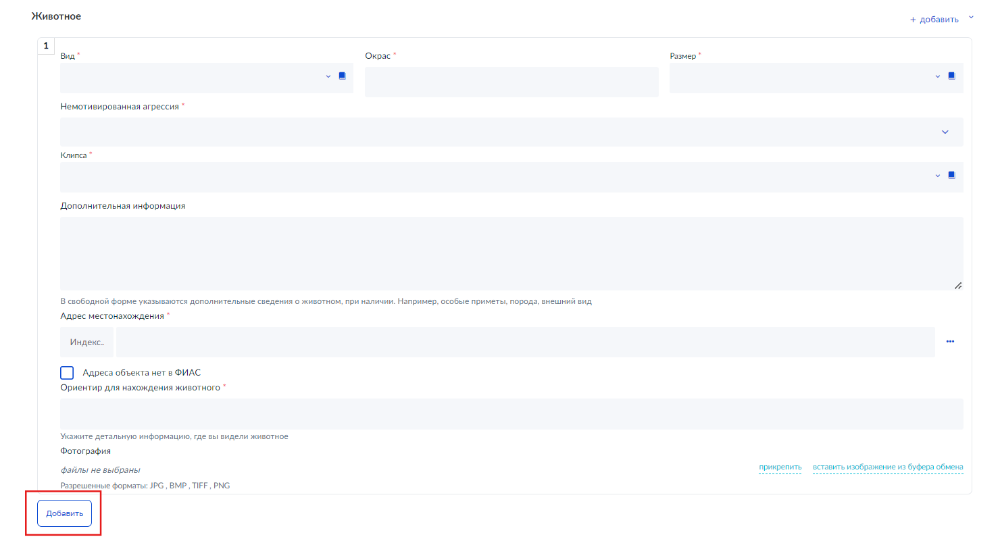 Животное
+ добавить
1
Вид * Окрас * Размер *
Немотивированная агрессия *
Клипса *
Дополнительная информация
В свободной форме указываются дополнительные сведения о животном, при наличии. Например, особые приметы, порода, внешний вид
Адрес местонахождения *
Индекс..
Адреса объекта нет в ФИАС
Ориентир для нахождения животного *
Укажите детальную информацию, где вы видели животное
Фотография
файлы не выбраны прикрепить вставить изображение из буфера обмена
Разрешенные форматы: JPG , BMP , TIFF , PNG
Добавить